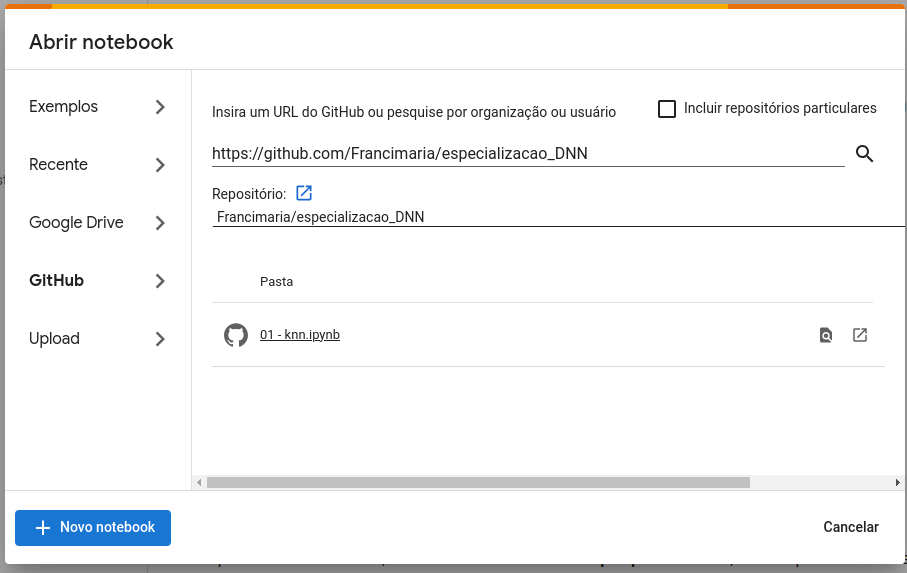 Abrir notebook
Exemplos
Recente
Google Drive
GitHub
Upload
Insira um URL do GitHub ou pesquise por organização ou usuário
Incluir repositórios particulares
https://github.com/Francimaria/especializacao_DNN
Repositório:
Francimaria/especializacao_DNN
Pasta
01 - knn.ipynb
Novo notebook
Cancelar